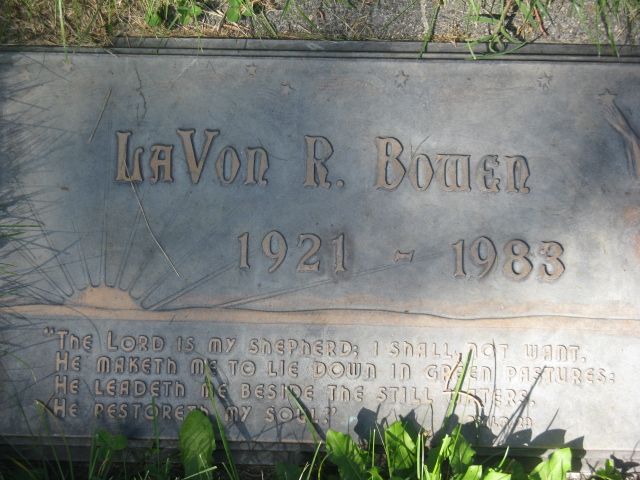 LaVon R. Bowen
1921 - 1983
"The Lord is my shepherd; I shall not want.
He maketh me to lie down in green pastures:
He leadeth me beside the still waters.
He restoreth my soul."